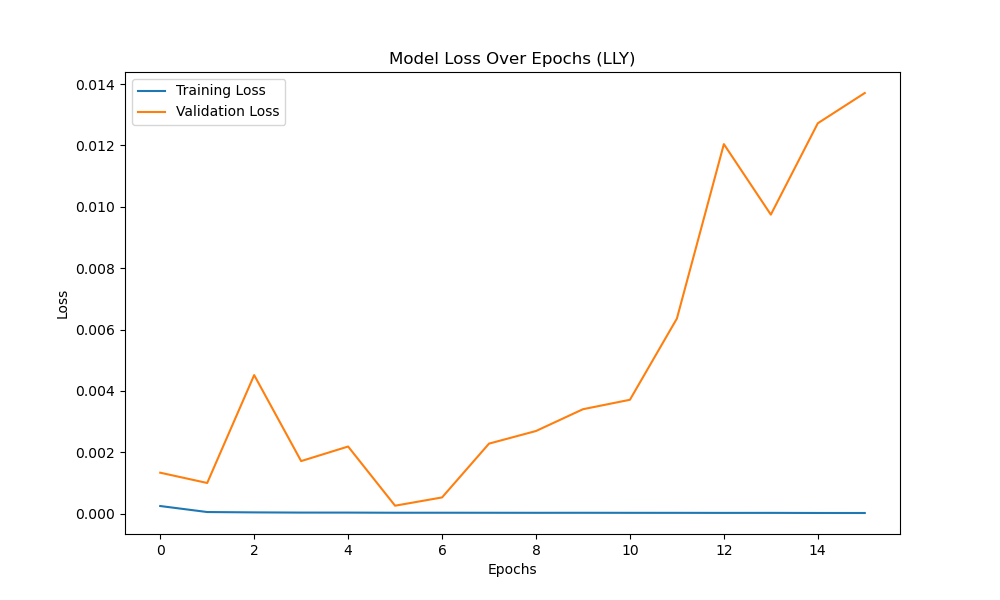 Model Loss Over Epochs (LLY)
Training Loss
Validation Loss
0.014
0.012
0.010
0.008
0.006
0.004
0.002
0.000
Loss
0 2 4 6 8 10 12 14
Epochs